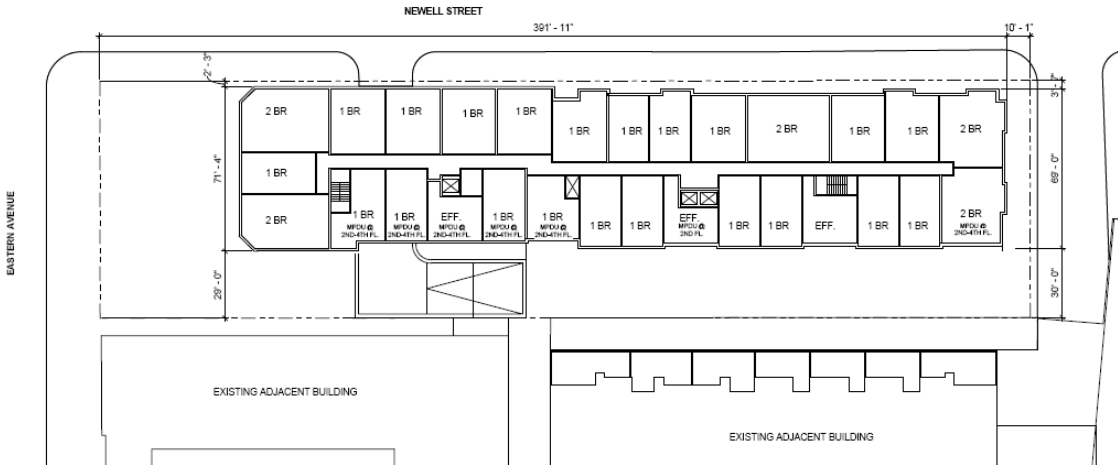 NEWELL STREET
391' - 11"
10' - 1"
2' - 3"
3' - 7"
2 BR
1 BR
1 BR
1 BR
1 BR
1 BR
1 BR
1 BR
1 BR
2 BR
1 BR
1 BR
2 BR
71' - 4"
69' - 0"
EASTERN AVENUE
1 BR
2 BR
1 BR
MPDU @
2ND-4TH FL.
1 BR
MPDU @
2ND-4TH FL.
EFF.
MPDU @
2ND-4TH FL.
1 BR
MPDU @
2ND-4TH FL.
1 BR
MPDU @
2ND-4TH FL.
1 BR
1 BR
EFF.
MPDU @
2ND FL.
1 BR
1 BR
EFF.
1 BR
1 BR
2 BR
MPDU @
2ND-4TH FL.
29' - 0"
30' - 0"
EXISTING ADJACENT BUILDING
EXISTING ADJACENT BUILDING